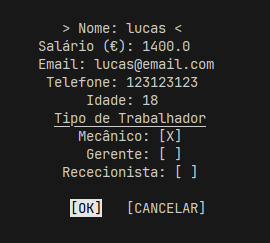 > Nome: lucas <
Salário (€): 1400.0
Email: lucas@email.com
Telefone: 123123123
Idade: 18
Tipo de Trabalhador
Mecânico: [X]
Gerente: [ ]
Rececionista: [ ]
[OK] [CANCELAR]